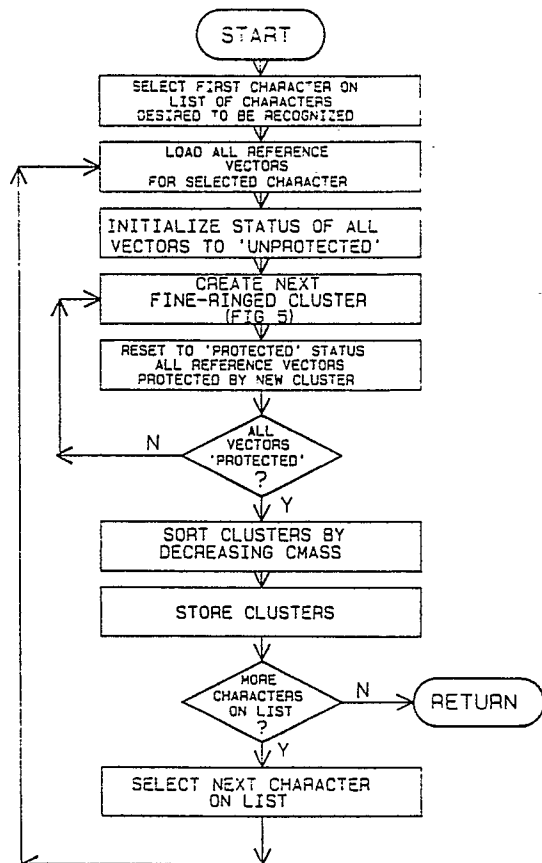 START
SELECT FIRST CHARACTER ON
LIST OF CHARACTERS
DESIRED TO BE RECOGNIZED
LOAD ALL REFERENCE
VECTORS
FOR SELECTED CHARACTER
INITIALIZE STATUS OF ALL
VECTORS TO 'UNPROTECTED'
CREATE NEXT
FINE-RINGED CLUSTER
(FIG 5)
RESET TO 'PROTECTED' STATUS
ALL REFERENCE VECTORS
PROTECTED BY NEW CLUSTER
ALL
VECTORS
'PROTECTED'
?
N
Y
SORT CLUSTERS BY
DECREASING CMASS
STORE CLUSTERS
MORE
CHARACTERS
ON LIST
?
N
RETURN
Y
SELECT NEXT CHARACTER
ON LIST